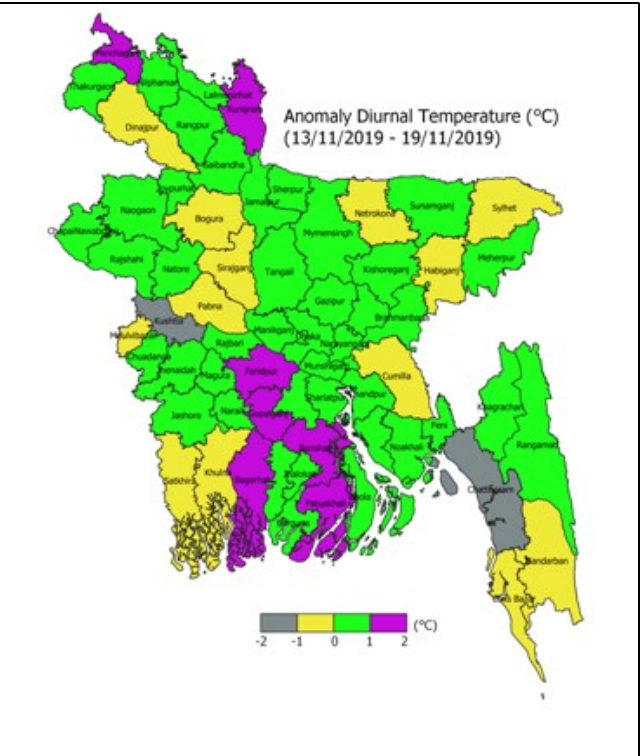 Panchagarh
Thakurgaon
Nilphamari
Lalmonirhat
Kurigram
Anomaly Diurnal Temperature (°C)
(13/11/2019 - 19/11/2019)
Dinajpur
Rangpur
Gaibandha
Joypurhat
Sherpur
Jamalpur
Naogaon
Bogura
Netrokona
Sunamganj
Sylhet
ChapaiNawabganj
Mymensingh
Rajshahi
Natore
Sirajganj
Tangail
Kishoreganj
Habiganj
Meherpur
Pabna
Gazipur
Brahmanbaria
Kushtia
Manikganj
Dhaka
Narayanganj
Rajbari
Chuadanga
Jhenaidah
Magura
Faridpur
Munshiganj
Cumilla
Shariatpur
Chandpur
Jashore
Narail
Gopalganj
Khagrachari
Feni
Noakhali
Rangamati
Satkhira
Khulna
Bagerhat
Barishal
Jhalokati
Patuakhali
Bhola
Barguna
Chattogram
Bandarban
Coxs Bazar
(°C)
-2 -1 0 1 2